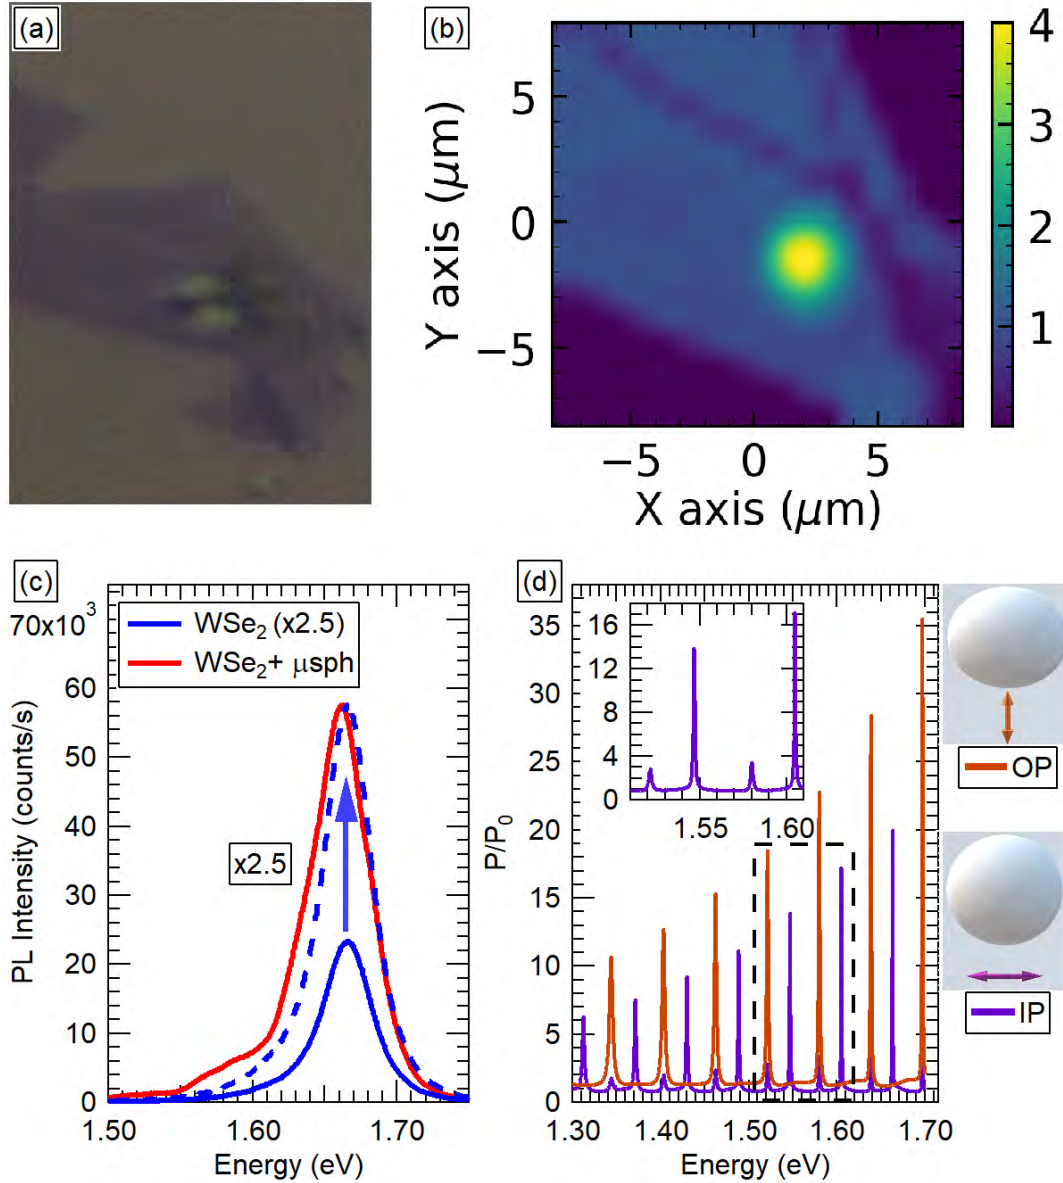 (a)
(b)
4
3
2
1
5
0
−5
Y axis (μm)
−5
0
5
X axis (μm)
(c)
70x10³
60
50
40
30
20
10
0
PL Intensity (counts/s)
WSe₂ (x2.5)
WSe₂+ μsph
x2.5
1.50
1.60
1.70
Energy (eV)
(d)
35
30
25
20
15
10
5
0
P/P₀
16
12
8
4
0
1.55
1.60
1.30
1.40
1.50
1.60
1.70
Energy (eV)
OP
IP